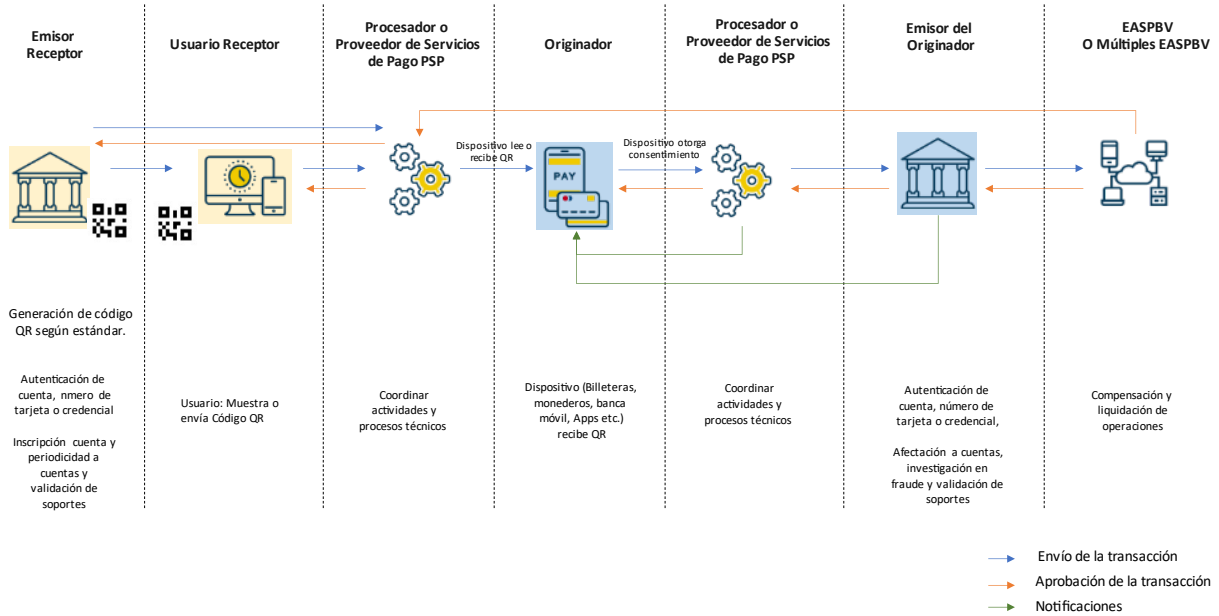 Emisor
Receptor
Usuario Receptor
Procesador o
Proveedor de Servicios
de Pago PSP
Originador
Procesador o
Proveedor de Servicios
de Pago PSP
Emisor del
Originador
EASPBV
O Múltiples EASPBV
Dispositivo lee o
recibe QR
Dispositivo otorga
consentimiento
PAY
Generación de código
QR según estándar.
Autenticación de
cuenta, nmero de
tarjeta o credencial
Inscripción cuenta y
periodicidad a
cuentas y
validación de
soportes
Usuario: Muestra o
envía Código QR
Coordinar
actividades y
procesos técnicos
Dispositivo (Billeteras,
monederos, banca
móvil, Apps etc.)
recibe QR
Coordinar
actividades y
procesos técnicos
Autenticación de
cuenta, número de
tarjeta o credencial,
Afectación a cuentas,
investigación en
fraude y validación de
soportes
Compensación y
liquidación de
operaciones
Envío de la transacción
Aprobación de la transacción
Notificaciones